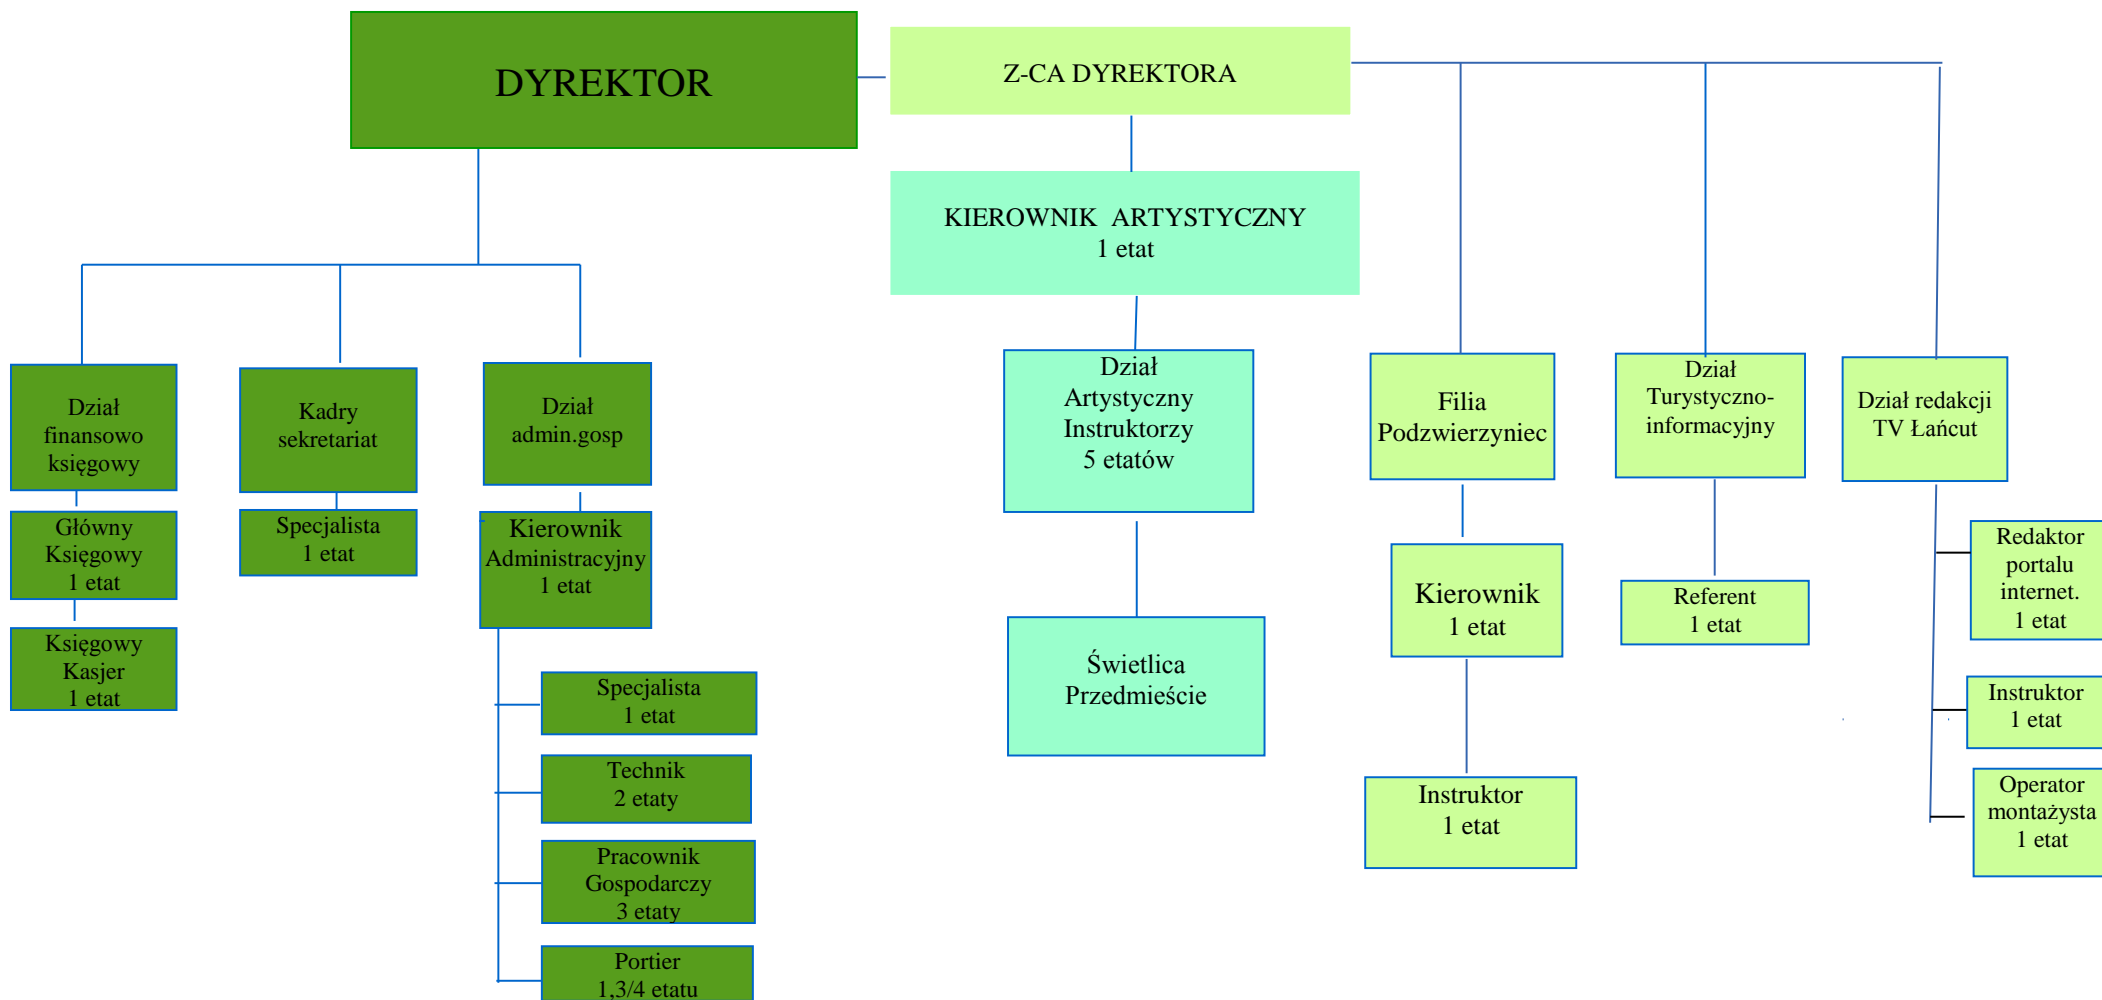 DYREKTOR
Z-CA DYREKTORA
KIEROWNIK ARTYSTYCZNY
1 etat
Dział
finansowo
księgowy
Kadry
sekretariat
Dział
admin.gosp
Dział
Artystyczny
Instruktorzy
5 etatów
Filia
Podzwierzyniec
Dział
Turystyczno-
informacyjny
Dział redakcji
TV Łańcut
Główny
Księgowy
1 etat
Specjalista
1 etat
Kierownik
Administracyjny
1 etat
Księgowy
Kasjer
1 etat
Specjalista
1 etat
Technik
2 etaty
Pracownik
Gospodarczy
3 etaty
Portier
1,3/4 etatu
Świetlica
Przedmieście
Kierownik
1 etat
Instruktor
1 etat
Referent
1 etat
Redaktor
portalu
internet.
1 etat
Instruktor
1 etat
Operator
montażysta
1 etat